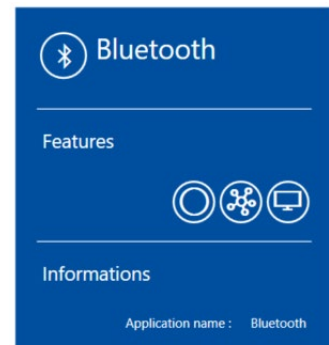 Bluetooth
Features
Informations
Application name : Bluetooth